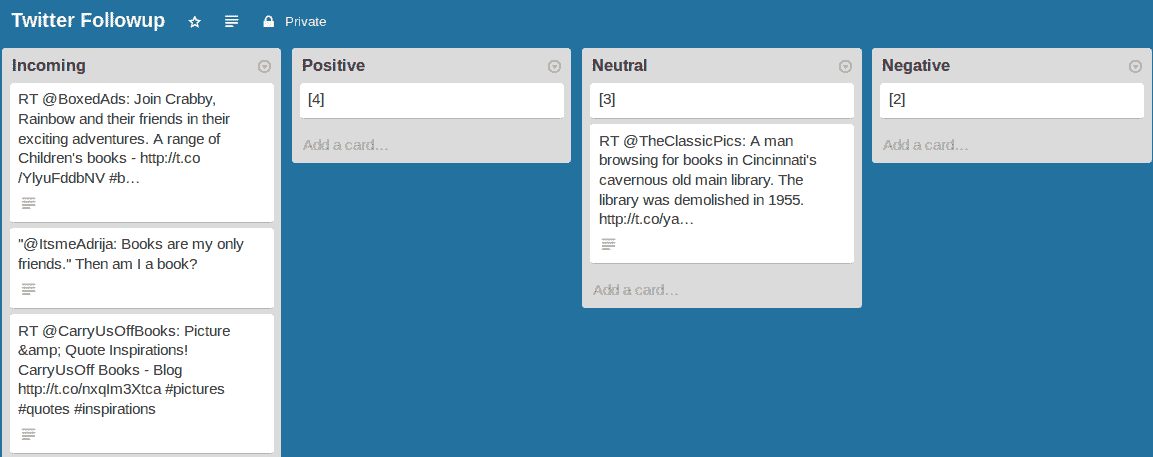 Twitter Followup Private
Incoming
RT @BoxedAds: Join Crabby,
Rainbow and their friends in their
exciting adventures. A range of
Children's books - http://t.co
/YlyuFddbNV #b…
"@ItsmeAdrija: Books are my only
friends." Then am I a book?
RT @CarryUsOffBooks: Picture
&amp; Quote Inspirations!
CarryUsOff Books - Blog
http://t.co/nxqIm3Xtca #pictures
#quotes #inspirations
Positive
[4]
Add a card…
Neutral
[3]
RT @TheClassicPics: A man
browsing for books in Cincinnati's
cavernous old main library. The
library was demolished in 1955.
http://t.co/ya…
Add a card…
Negative
[2]
Add a card…